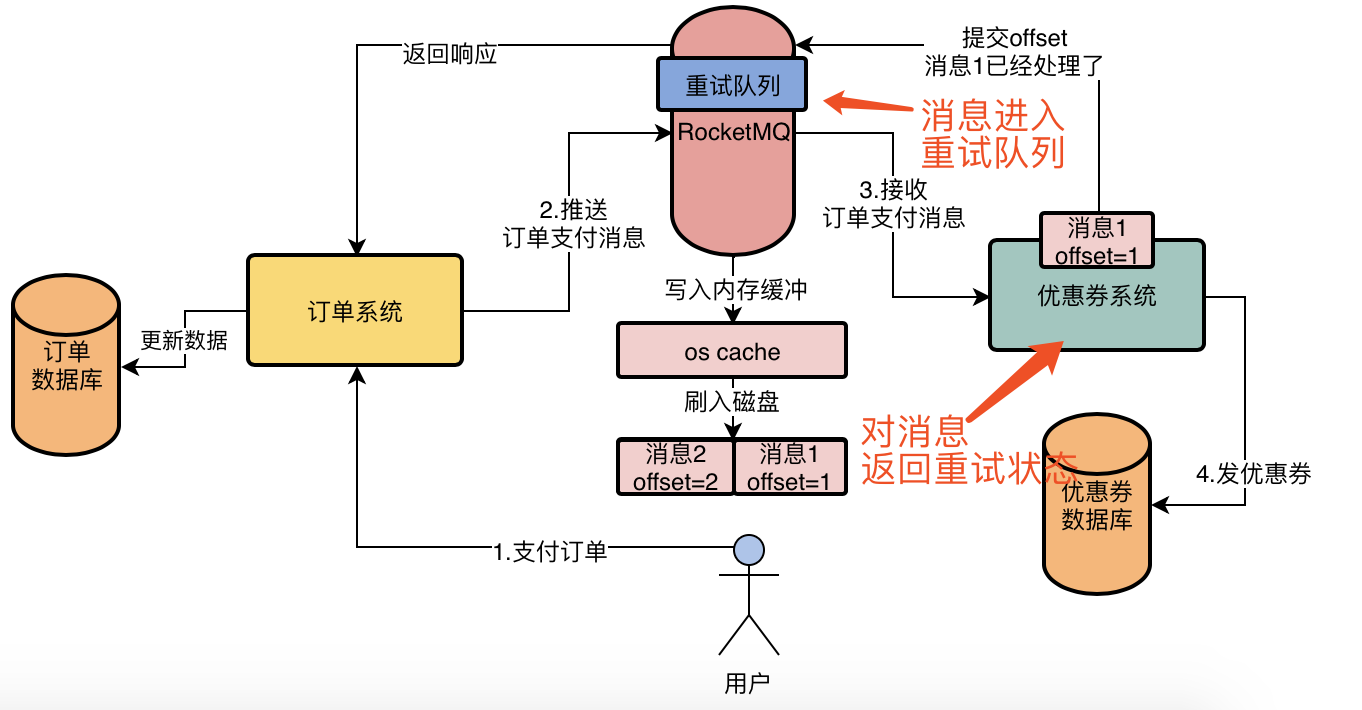 返回响应
提交offset
消息1已经处理了
重试队列
RocketMQ
消息进入
重试队列
2.推送
订单支付消息
3.接收
订单支付消息
消息1
offset=1
优惠券系统
写入内存缓冲
订单系统
更新数据
订单
数据库
os cache
刷入磁盘
消息2
offset=2
消息1
offset=1
对消息
返回重试状态
优惠券
数据库
4.发优惠券
1.支付订单
用户